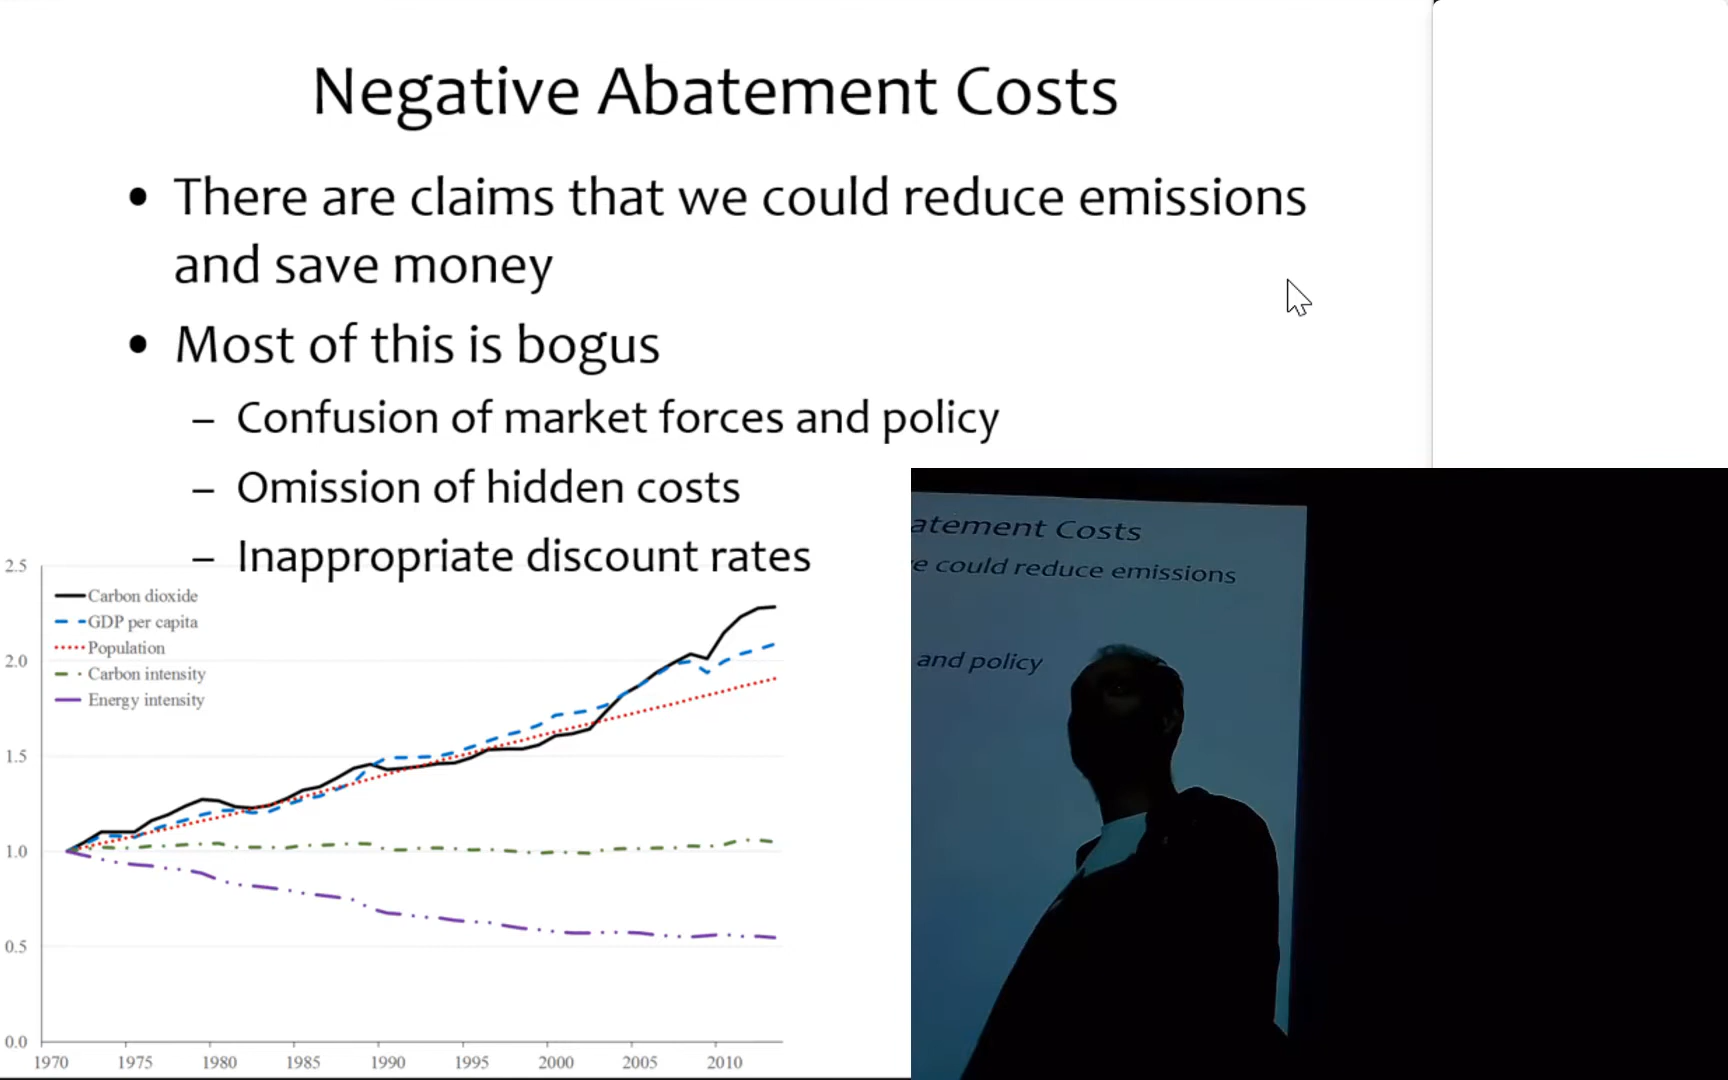 Negative Abatement Costs
• There are claims that we could reduce emissions
and save money
• Most of this is bogus
– Confusion of market forces and policy
– Omission of hidden costs
– Inappropriate discount rates
2.5
Carbon dioxide
GDP per capita
Population
Carbon intensity
Energy intensity
2.0
1.5
1.0
0.5
0.0
1970 1975 1980 1985 1990 1995 2000 2005 2010
atement Costs
e could reduce emissions
and policy